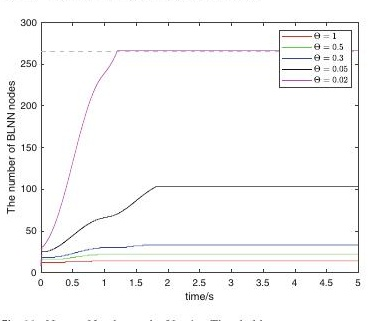 300
250
200
150
100
50
0
The number of BLNN nodes
Θ = 1
Θ = 0.5
Θ = 0.3
Θ = 0.05
Θ = 0.02
0 0.5 1 1.5 2 2.5 3 3.5 4 4.5 5
time/s